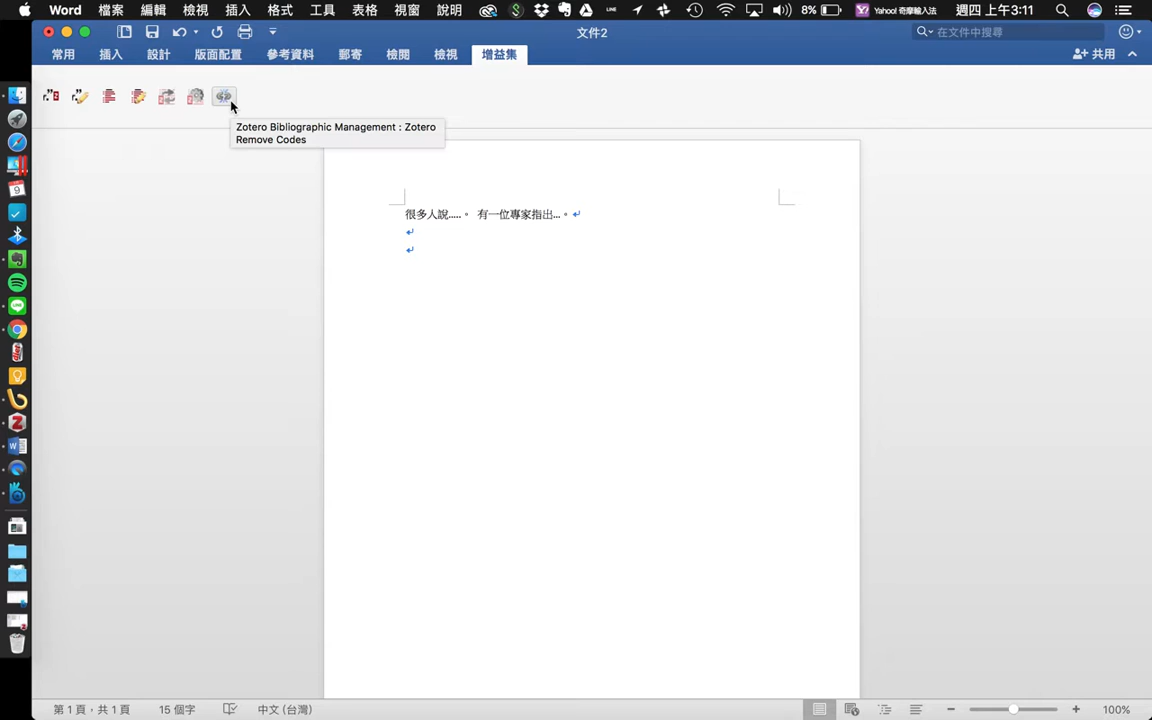 Word 檔案 編輯 檢視 插入 格式 工具 表格 視窗 說明 LINE 8% Yahoo! 奇摩輸入法 週四 上午3:11
文件2 在文件中搜尋
常用 插入 設計 版面配置 參考資料 郵寄 檢閱 檢視 增益集 共用
Zotero Bibliographic Management : Zotero
Remove Codes
很多人說.....。 有一位專家指出...。
第 1 頁,共 1 頁 15 個字 中文 (台灣) 100%